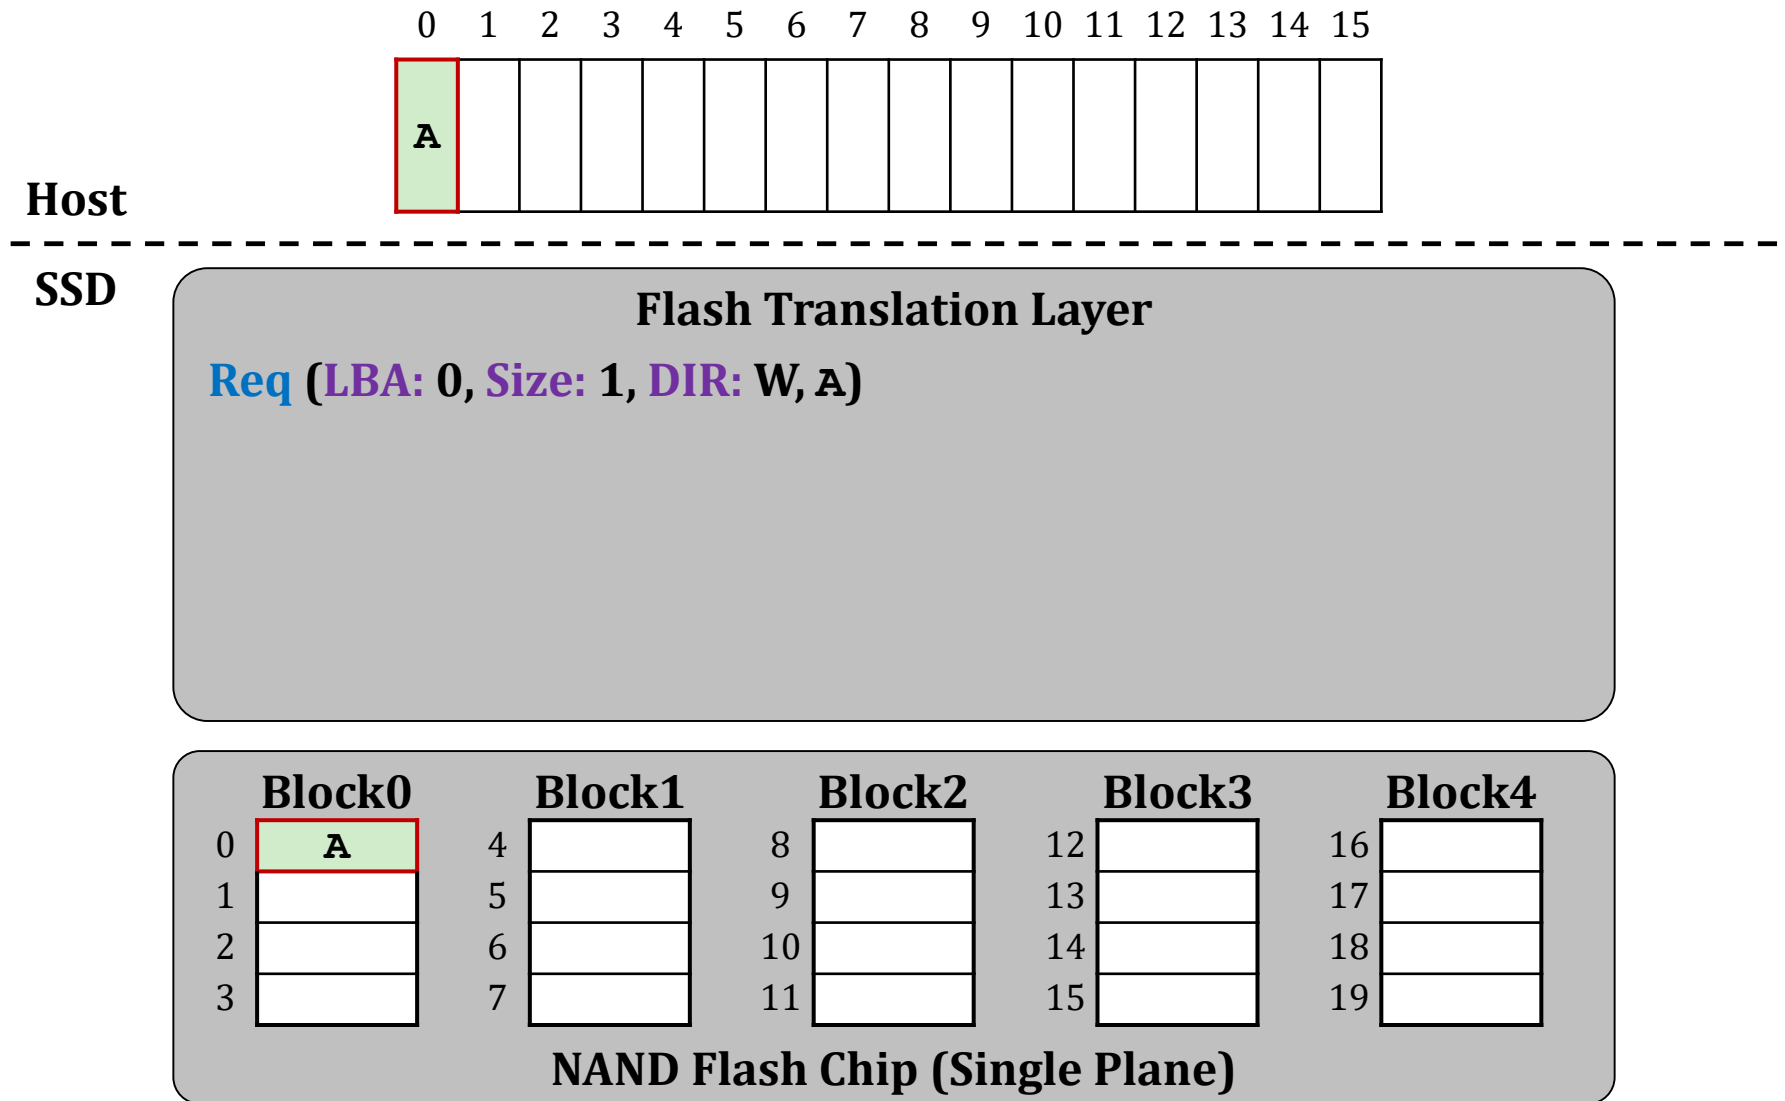 0 1 2 3 4 5 6 7 8 9 10 11 12 13 14 15
A
Host
SSD
Flash Translation Layer
Req (LBA: 0, Size: 1, DIR: W, A)
Block0 Block1 Block2 Block3 Block4
0 A 4 8 12 16
1 5 9 13 17
2 6 10 14 18
3 7 11 15 19
NAND Flash Chip (Single Plane)